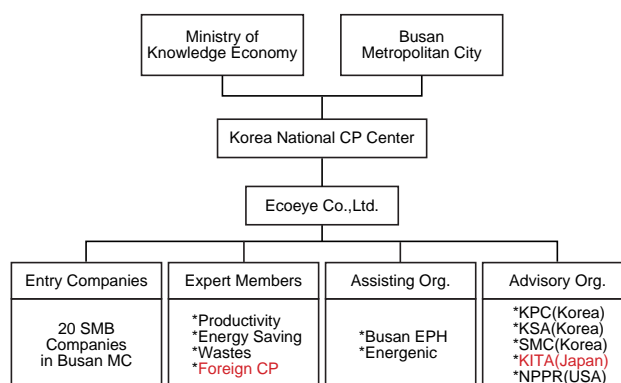 Ministry of
Knowledge Economy
Busan
Metropolitan City
Korea National CP Center
Ecoeye Co.,Ltd.
Entry Companies
20 SMB
Companies
in Busan MC
Expert Members
*Productivity
*Energy Saving
*Wastes
*Foreign CP
Assisting Org.
*Busan EPH
*Energenic
Advisory Org.
*KPC(Korea)
*KSA(Korea)
*SMC(Korea)
*KITA(Japan)
*NPPR(USA)